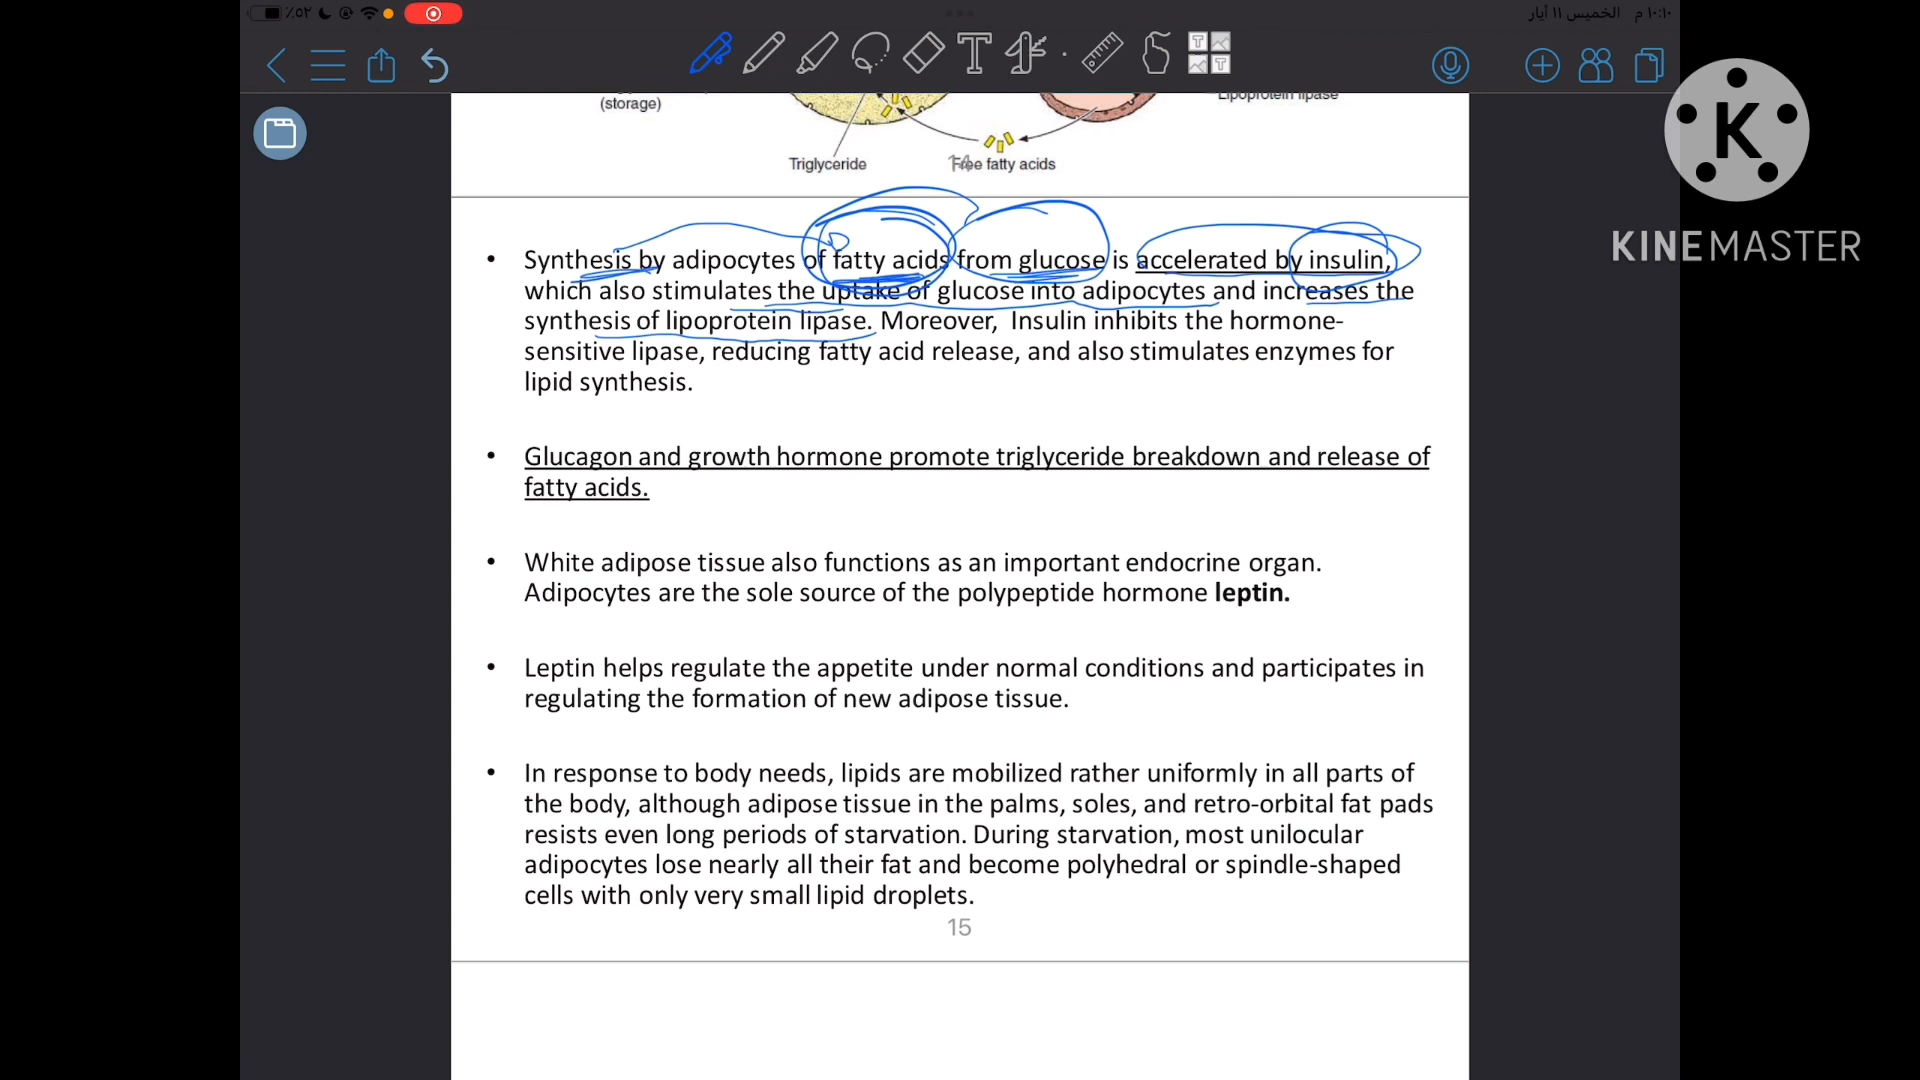 ٪٥٢
١٠:١٠ م الخميس ١١ أيار
(storage)
Lipoprotein lipase
Triglyceride
Free fatty acids
14
• Synthesis by adipocytes of fatty acids from glucose is accelerated by insulin,
which also stimulates the uptake of glucose into adipocytes and increases the
synthesis of lipoprotein lipase. Moreover, Insulin inhibits the hormone-
sensitive lipase, reducing fatty acid release, and also stimulates enzymes for
lipid synthesis.
• Glucagon and growth hormone promote triglyceride breakdown and release of
fatty acids.
• White adipose tissue also functions as an important endocrine organ.
Adipocytes are the sole source of the polypeptide hormone leptin.
• Leptin helps regulate the appetite under normal conditions and participates in
regulating the formation of new adipose tissue.
• In response to body needs, lipids are mobilized rather uniformly in all parts of
the body, although adipose tissue in the palms, soles, and retro-orbital fat pads
resists even long periods of starvation. During starvation, most unilocular
adipocytes lose nearly all their fat and become polyhedral or spindle-shaped
cells with only very small lipid droplets.
15
K
KINEMASTER